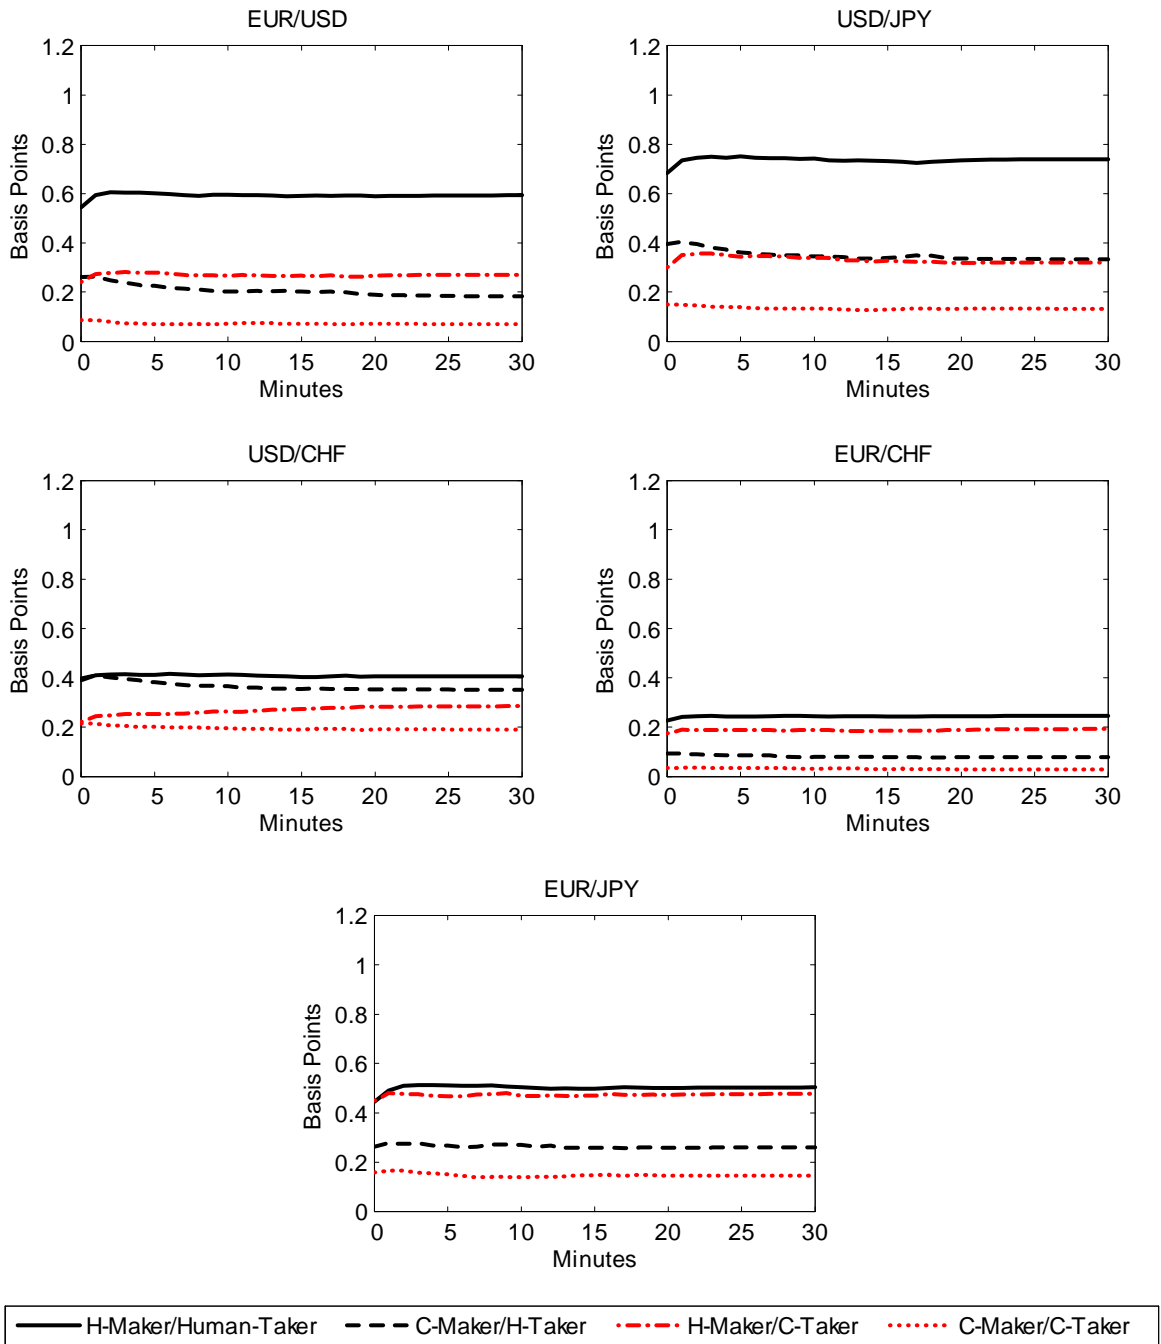 EUR/USD
1.2
1
0.8
0.6
0.4
0.2
0
Basis Points
0 5 10 15 20 25 30
Minutes
USD/JPY
1.2
1
0.8
0.6
0.4
0.2
0
Basis Points
0 5 10 15 20 25 30
Minutes
USD/CHF
1.2
1
0.8
0.6
0.4
0.2
0
Basis Points
0 5 10 15 20 25 30
Minutes
EUR/CHF
1.2
1
0.8
0.6
0.4
0.2
0
Basis Points
0 5 10 15 20 25 30
Minutes
EUR/JPY
1.2
1
0.8
0.6
0.4
0.2
0
Basis Points
0 5 10 15 20 25 30
Minutes
H-Maker/Human-Taker C-Maker/H-Taker H-Maker/C-Taker C-Maker/C-Taker